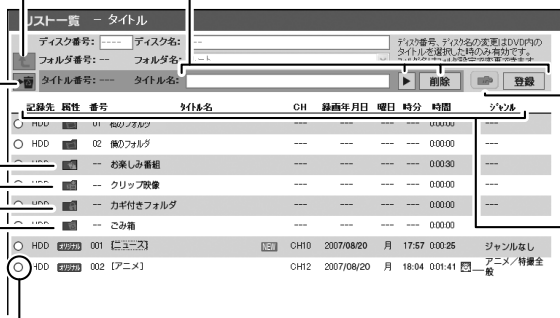 リスト一覧 － タイトル
ディスク番号： ---- ディスク名： --
ディスク番号、ディスク名の変更はDVD内の
タイトルを選択した時のみ有効です。
フォルダ番号： --- フォルダ名：
タイトル番号： --- タイトル名： ▶ 削除 登録
記録先 属性 番号 タイトル名 CH 録画年月日 曜日 時分 時間 ジャンル
HDD 01 --- --- --- --- 0:00:00 ---
HDD 02 僕のフォルダ --- --- --- --- 0:00:00 ---
-- お楽しみ番組 --- --- --- --- 0:00:30 ---
-- クリップ映像 --- --- --- --- 0:00:00 ---
-- カギ付きフォルダ --- --- --- --- 0:00:00 ---
-- ごみ箱 --- --- --- --- 0:00:00 ---
HDD オリジナル 001 [ニュース] NEW CH10 2007/08/20 月 17:57 0:00:25 ジャンルなし
HDD オリジナル 002 [アニメ] CH12 2007/08/20 月 18:04 0:01:41 アニメ／特撮全般